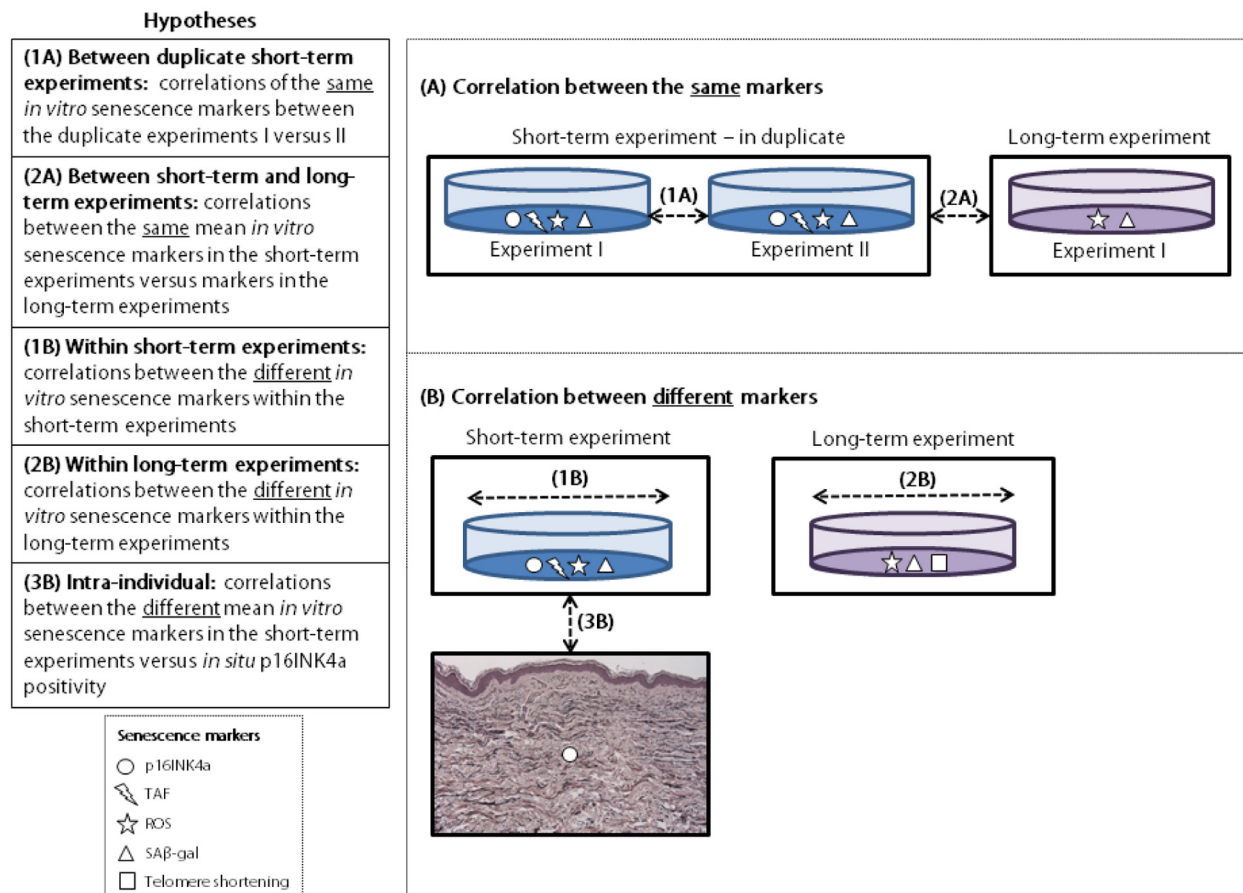 Hypotheses
(1A) Between duplicate short-term
experiments: correlations of the same
in vitro senescence markers between
the duplicate experiments I versus II
(2A) Between short-term and long-
term experiments: correlations
between the same mean in vitro
senescence markers in the short-term
experiments versus markers in the
long-term experiments
(1B) Within short-term experiments:
correlations between the different in
vitro senescence markers within the
short-term experiments
(2B) Within long-term experiments:
correlations between the different in
vitro senescence markers within the
long-term experiments
(3B) Intra-individual: correlations
between the different mean in vitro
senescence markers in the short-term
experiments versus in situ p16INK4a
positivity
Senescence markers
p16INK4a
TAF
ROS
SAβ-gal
Telomere shortening
(A) Correlation between the same markers
Short-term experiment – in duplicate
Long-term experiment
(1A)
(2A)
Experiment I
Experiment II
Experiment I
(B) Correlation between different markers
Short-term experiment
Long-term experiment
(1B)
(2B)
(3B)